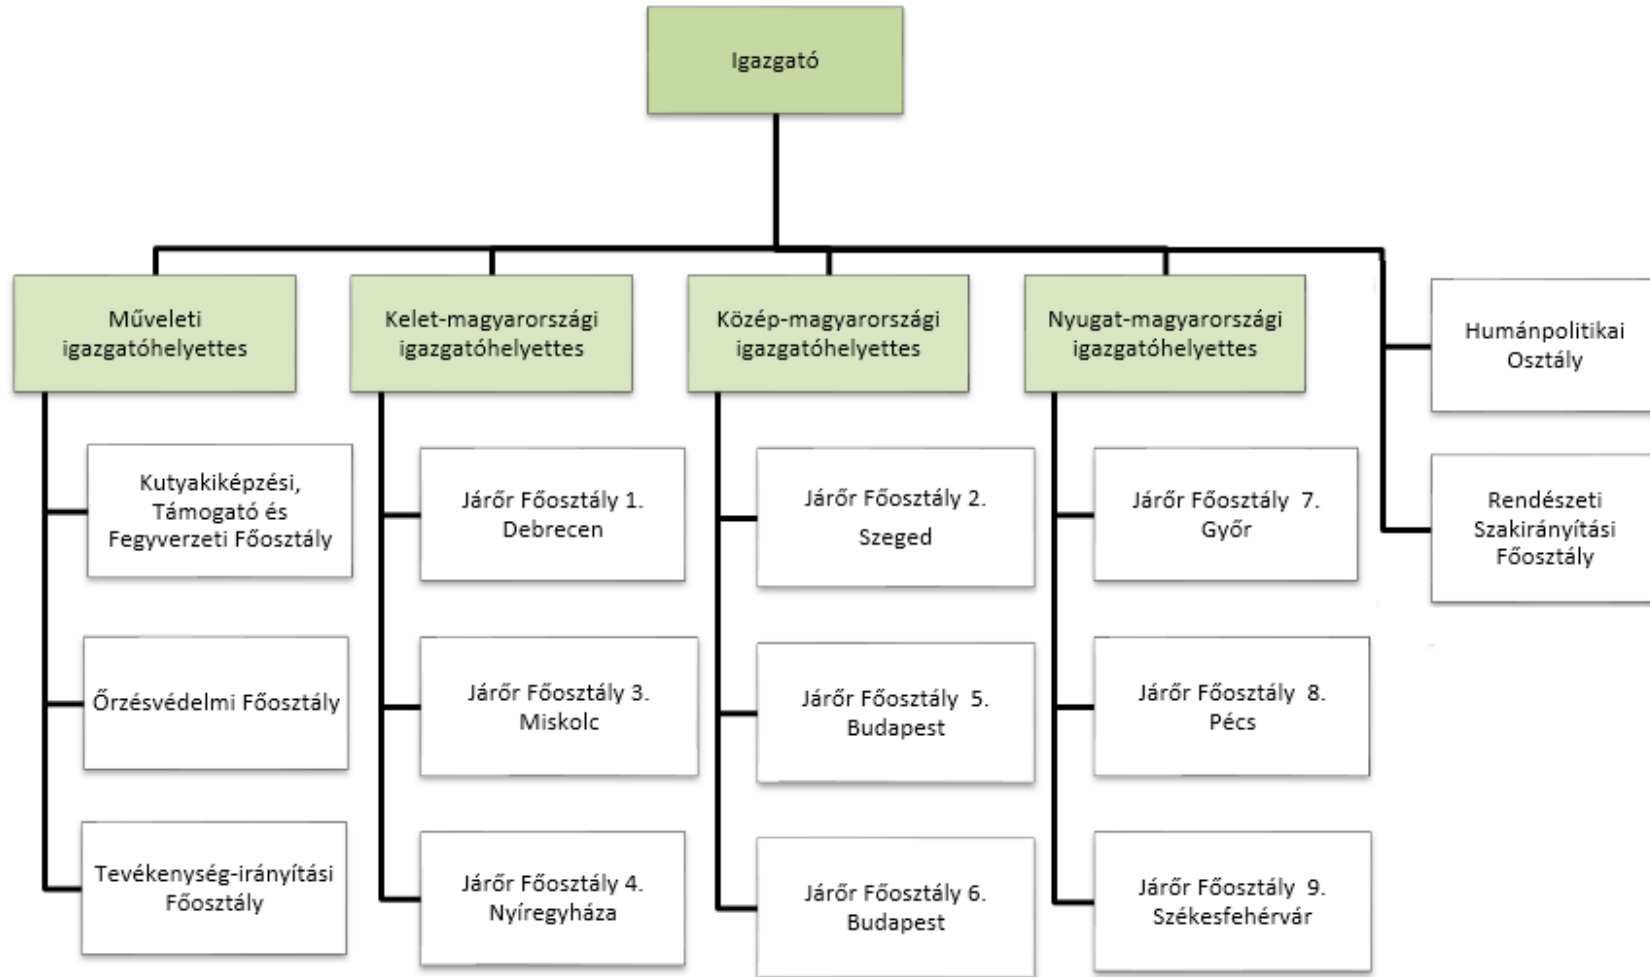 Igazgató
Műveleti
igazgatóhelyettes
Kelet-magyarországi
igazgatóhelyettes
Közép-magyarországi
igazgatóhelyettes
Nyugat-magyarországi
igazgatóhelyettes
Humánpolitikai
Osztály
Kutyakiképzési,
Támogató és
Fegyverzeti Főosztály
Járőr Főosztály 1.
Debrecen
Járőr Főosztály 2.
Szeged
Járőr Főosztály 7.
Győr
Rendészeti
Szakirányítási
Főosztály
Őrzésvédelmi Főosztály
Járőr Főosztály 3.
Miskolc
Járőr Főosztály 5.
Budapest
Járőr Főosztály 8.
Pécs
Tevékenység-irányítási
Főosztály
Járőr Főosztály 4.
Nyíregyháza
Járőr Főosztály 6.
Budapest
Járőr Főosztály 9.
Székesfehérvár